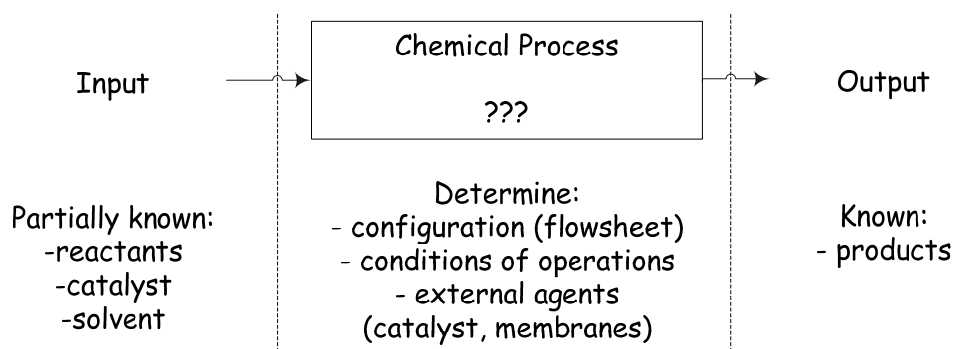 Input
Chemical Process
???
Output
Partially known:
-reactants
-catalyst
-solvent
Determine:
- configuration (flowsheet)
- conditions of operations
- external agents
(catalyst, membranes)
Known:
- products